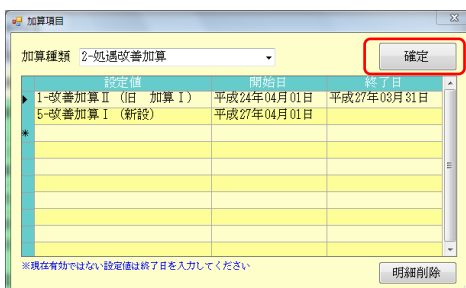 加算項目
加算種類 2-処遇改善加算 確定
設定値 開始日 終了日
1-改善加算Ⅱ (旧 加算Ⅰ) 平成24年04月01日 平成27年03月31日
5-改善加算Ⅰ (新設) 平成27年04月01日
※現在有効ではない設定値は終了日を入力してください
明細削除